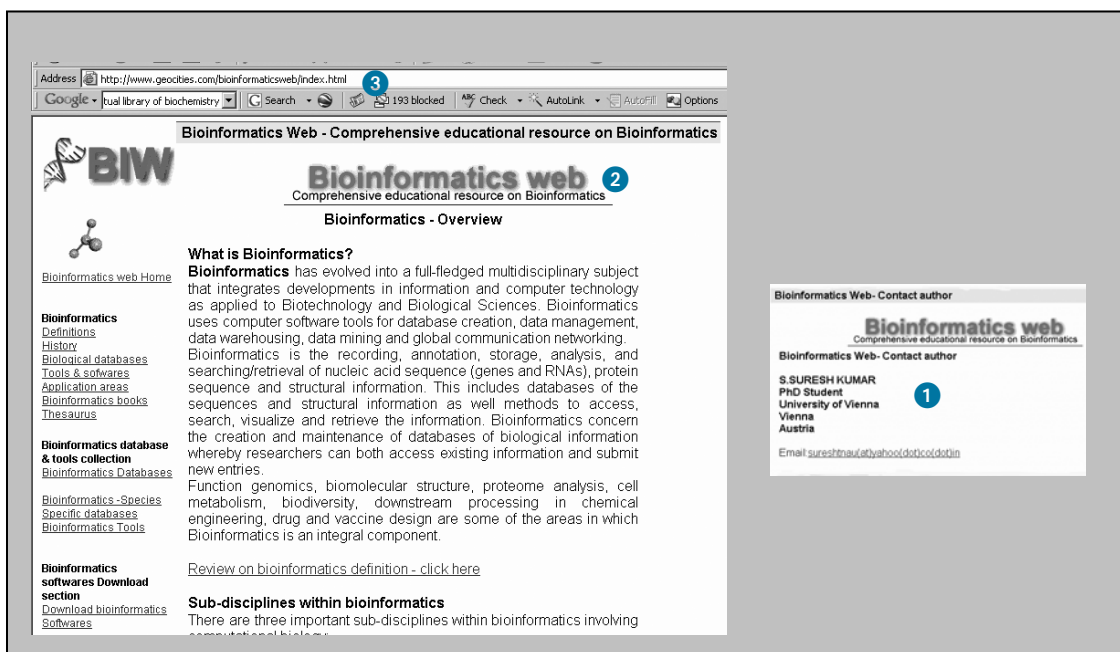 Address http://www.geocities.com/bioinformaticsweb/index.html
3
Google tual library of biochemistry G Search 193 blocked ABC Check AutoLink AutoFill Options
Bioinformatics Web - Comprehensive educational resource on Bioinformatics
BIW
Bioinformatics web 2
Comprehensive educational resource on Bioinformatics
Bioinformatics - Overview
Bioinformatics web Home
Bioinformatics
Definitions
History
Biological databases
Tools & sofwares
Application areas
Bioinformatics books
Thesaurus
Bioinformatics database
& tools collection
Bioinformatics Databases
Bioinformatics -Species
Specific databases
Bioinformatics Tools
Bioinformatics
softwares Download
section
Download bioinformatics
Softwares
What is Bioinformatics?
Bioinformatics has evolved into a full-fledged multidisciplinary subject
that integrates developments in information and computer technology
as applied to Biotechnology and Biological Sciences. Bioinformatics
uses computer software tools for database creation, data management,
data warehousing, data mining and global communication networking.
Bioinformatics is the recording, annotation, storage, analysis, and
searching/retrieval of nucleic acid sequence (genes and RNAs), protein
sequence and structural information. This includes databases of the
sequences and structural information as well methods to access,
search, visualize and retrieve the information. Bioinformatics concern
the creation and maintenance of databases of biological information
whereby researchers can both access existing information and submit
new entries.
Function genomics, biomolecular structure, proteome analysis, cell
metabolism, biodiversity, downstream processing in chemical
engineering, drug and vaccine design are some of the areas in which
Bioinformatics is an integral component.
Review on bioinformatics definition - click here
Sub-disciplines within bioinformatics
There are three important sub-disciplines within bioinformatics involving
computational biology:
Bioinformatics Web- Contact author
Bioinformatics web
Comprehensive educational resource on Bioinformatics
Bioinformatics Web- Contact author
S.SURESH KUMAR
PhD Student
University of Vienna
Vienna
Austria
1
Email:sureshtnau(at)yahoo(dot)co(dot)in